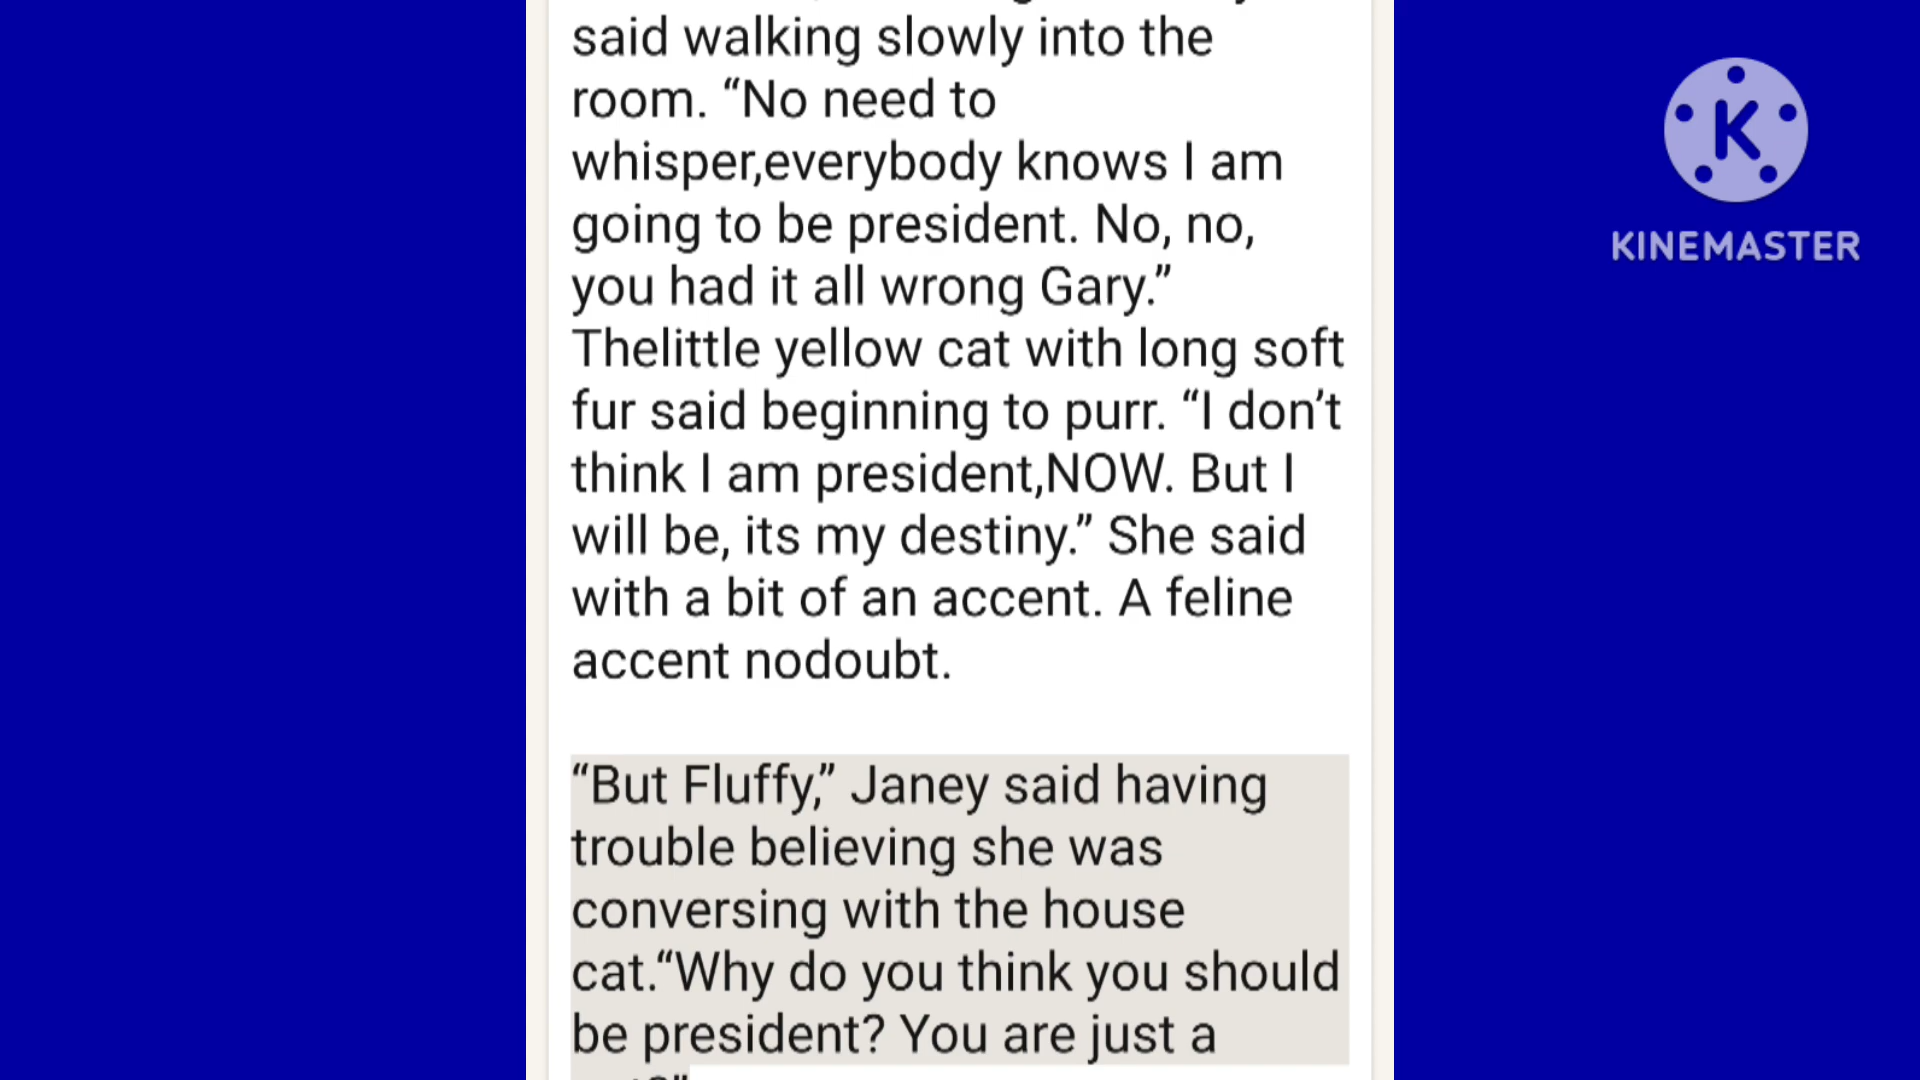 said walking slowly into the
room. “No need to
whisper,everybody knows I am
going to be president. No, no,
you had it all wrong Gary.”
Thelittle yellow cat with long soft
fur said beginning to purr. “I don’t
think I am president,NOW. But I
will be, its my destiny.” She said
with a bit of an accent. A feline
accent nodoubt.
“But Fluffy,” Janey said having
trouble believing she was
conversing with the house
cat.“Why do you think you should
be president? You are just a
K
KINEMASTER